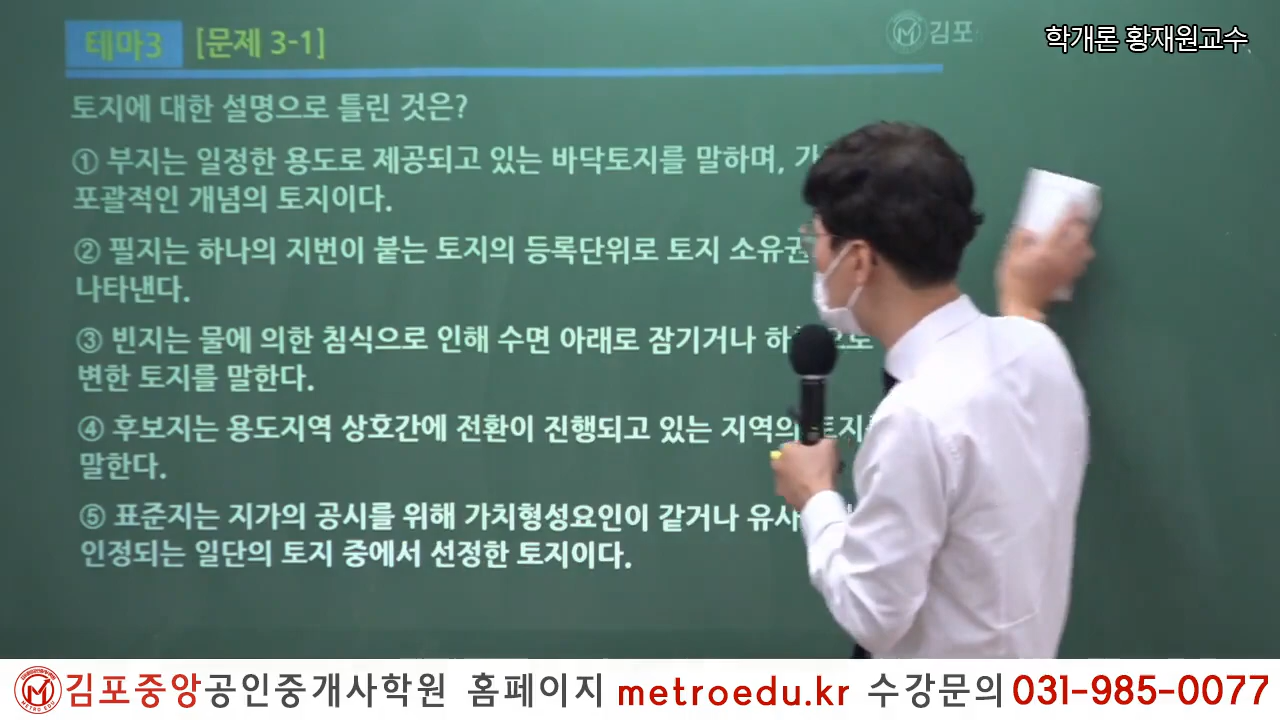 테마3 [문제 3-1]
김포
학개론 황재원교수
토지에 대한 설명으로 틀린 것은?
① 부지는 일정한 용도로 제공되고 있는 바닥토지를 말하며,
포괄적인 개념의 토지이다.
② 필지는 하나의 지번이 붙는 토지의 등록단위로 토지 소유권
나타낸다.
③ 빈지는 물에 의한 침식으로 인해 수면 아래로 잠기거나
변한 토지를 말한다.
④ 후보지는 용도지역 상호간에 전환이 진행되고 있는 지역의 토지를
말한다.
⑤ 표준지는 지가의 공시를 위해 가치형성요인이 같거나
인정되는 일단의 토지 중에서 선정한 토지이다.
METRO EDU 김포중앙공인중개사학원 홈페이지 metroedu.kr 수강문의 031-985-0077